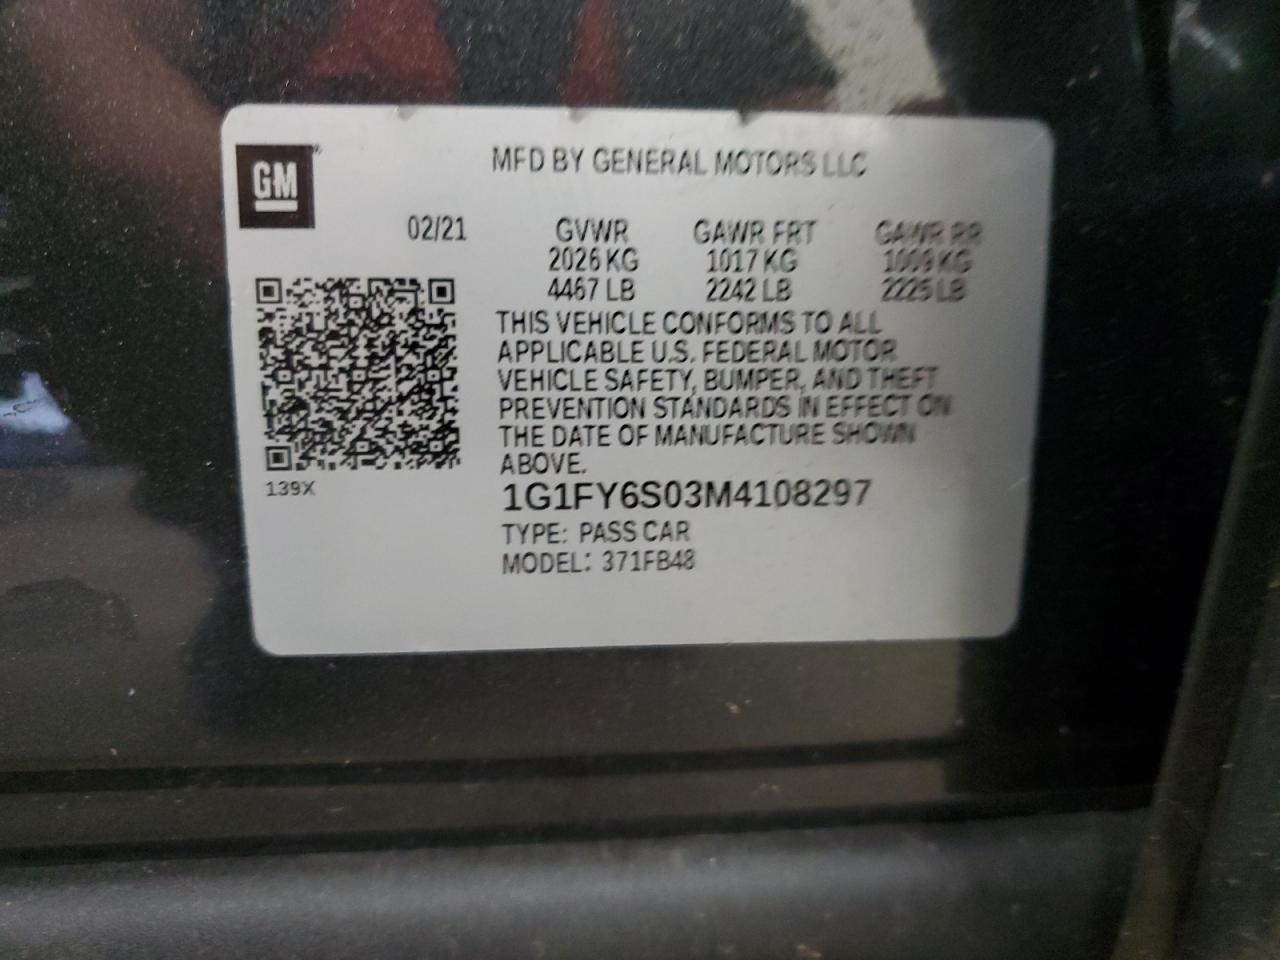 GM
MFD BY GENERAL MOTORS LLC
02/21 GVWR GAWR FRT GAWR RR
2026 KG 1017 KG 1009 KG
4467 LB 2242 LB 2225 LB
THIS VEHICLE CONFORMS TO ALL
APPLICABLE U.S. FEDERAL MOTOR
VEHICLE SAFETY, BUMPER, AND THEFT
PREVENTION STANDARDS IN EFFECT ON
THE DATE OF MANUFACTURE SHOWN
ABOVE.
139X
1G1FY6S03M4108297
TYPE: PASS CAR
MODEL: 371FB48